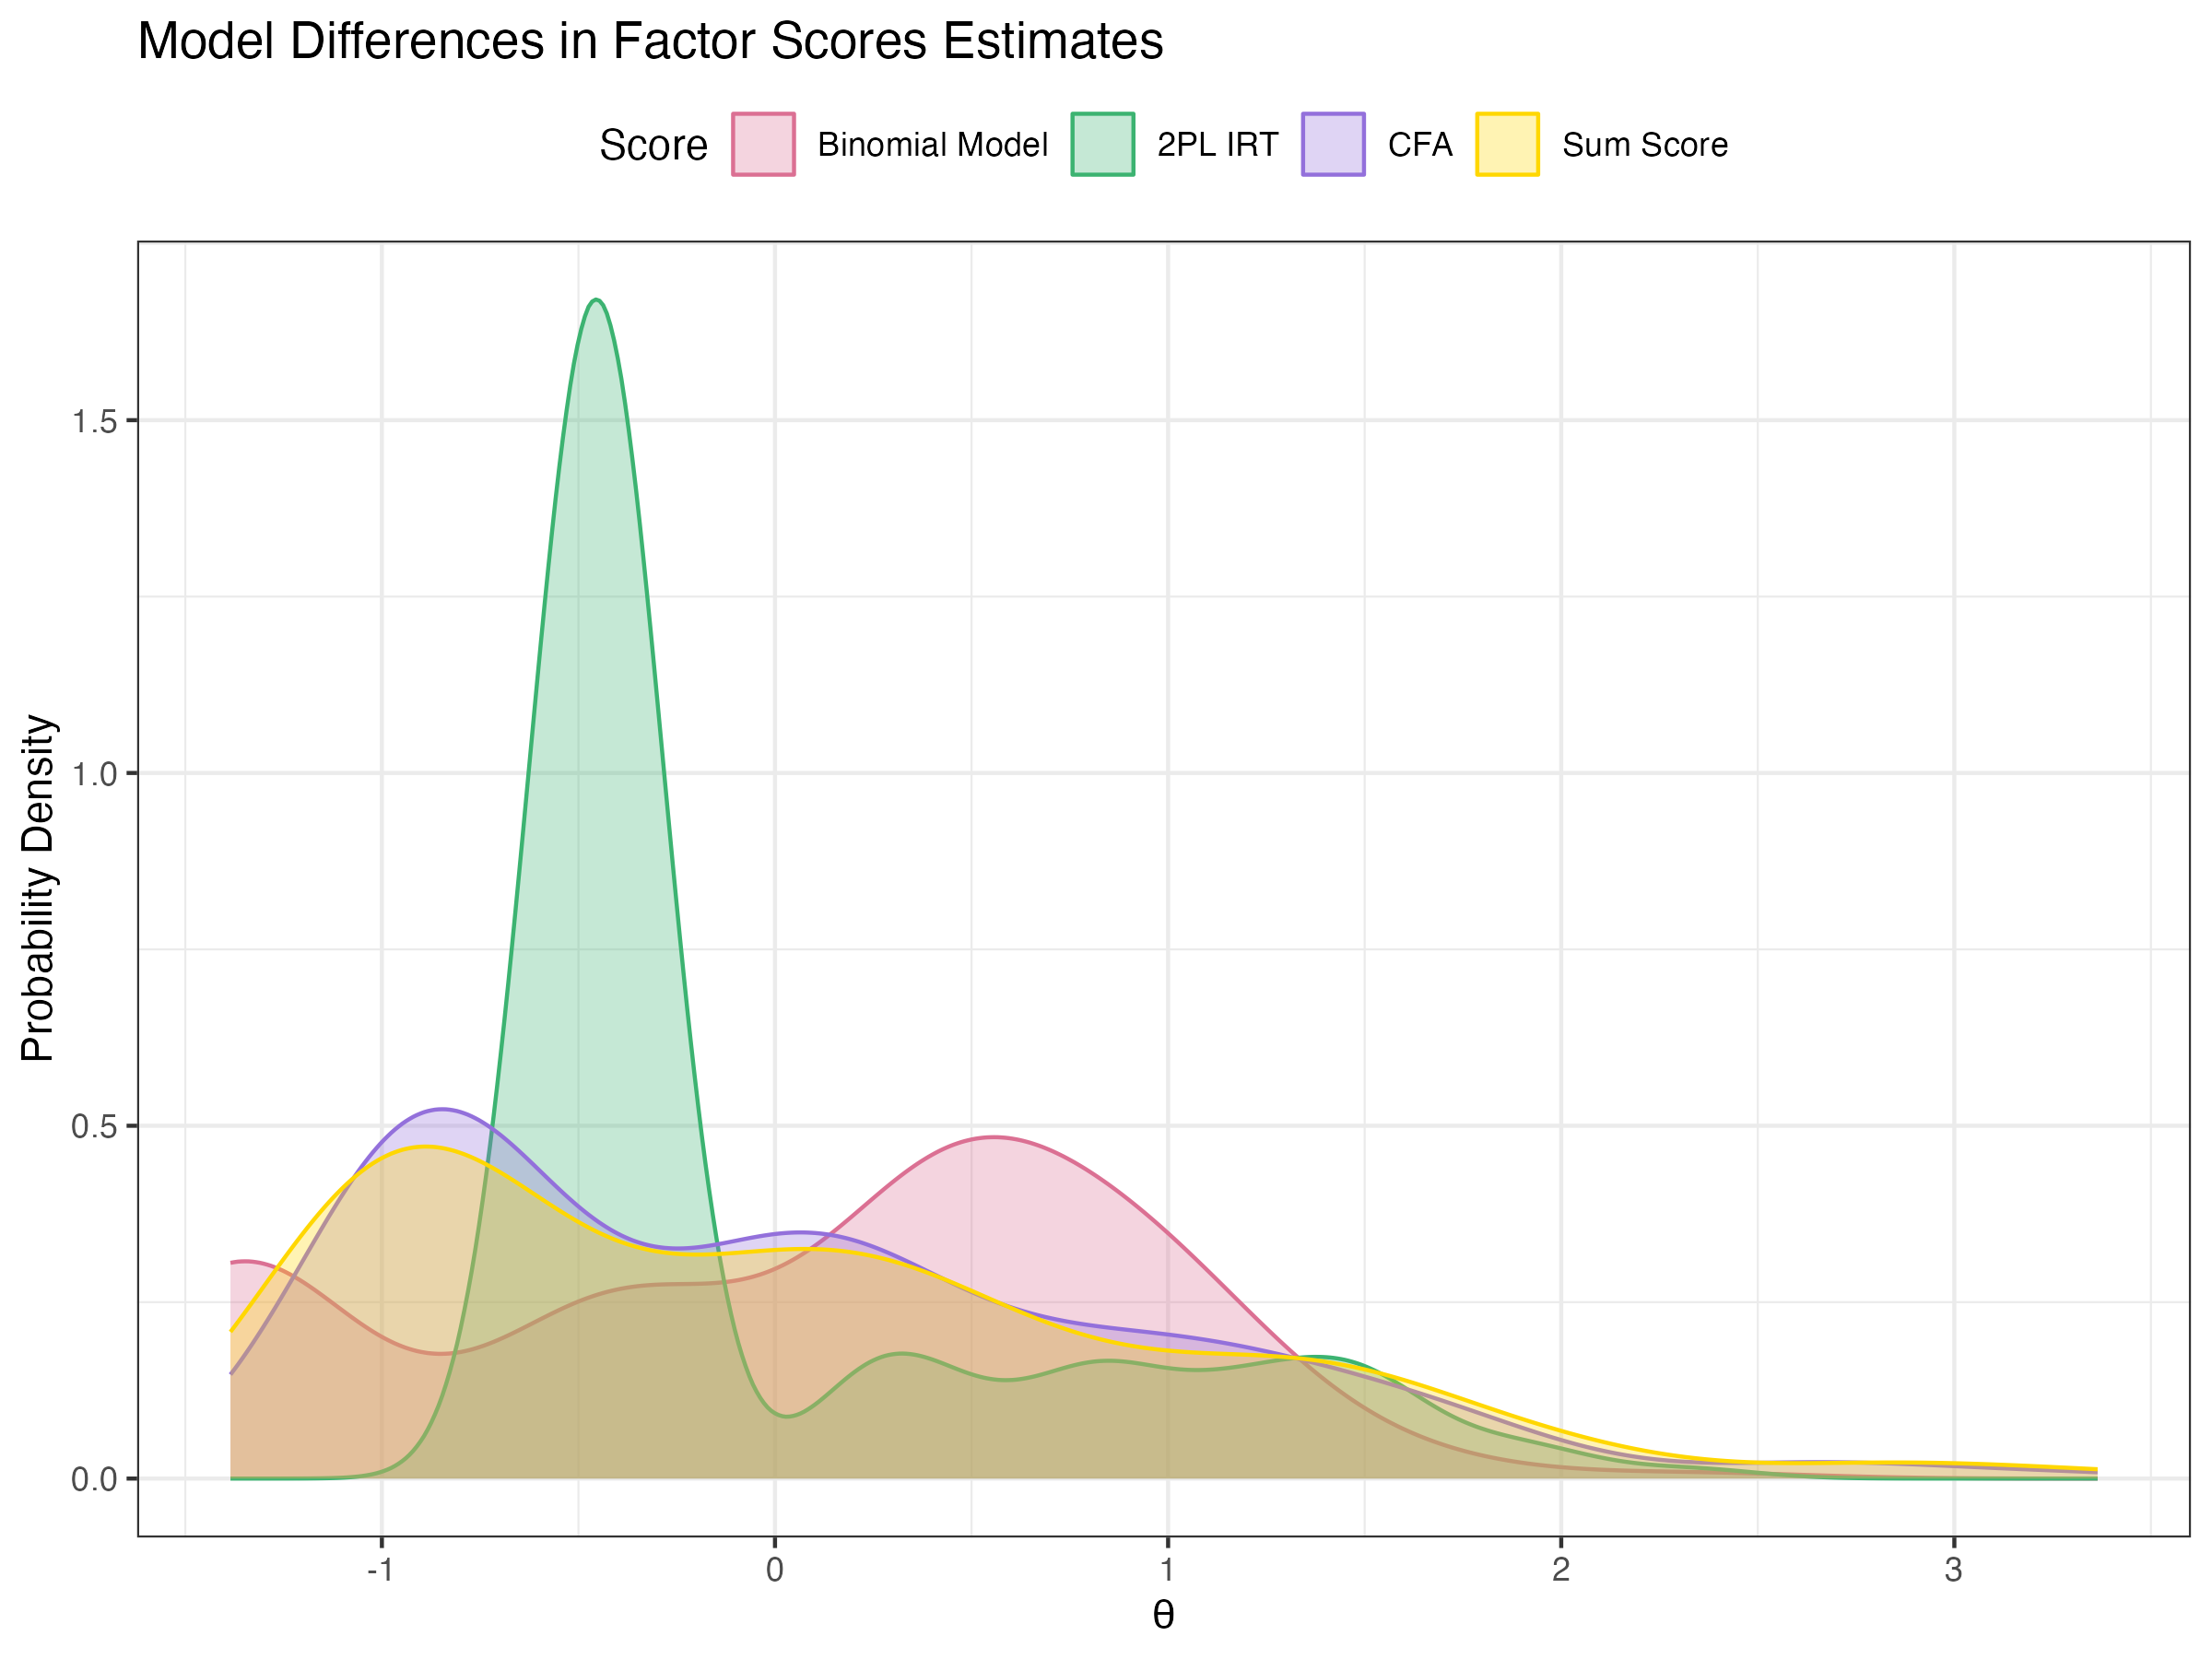 Model Differences in Factor Scores Estimates
Score Binomial Model 2PL IRT CFA Sum Score
Probability Density
1.5
1.0
0.5
0.0
-1 0 1 2 3
θ